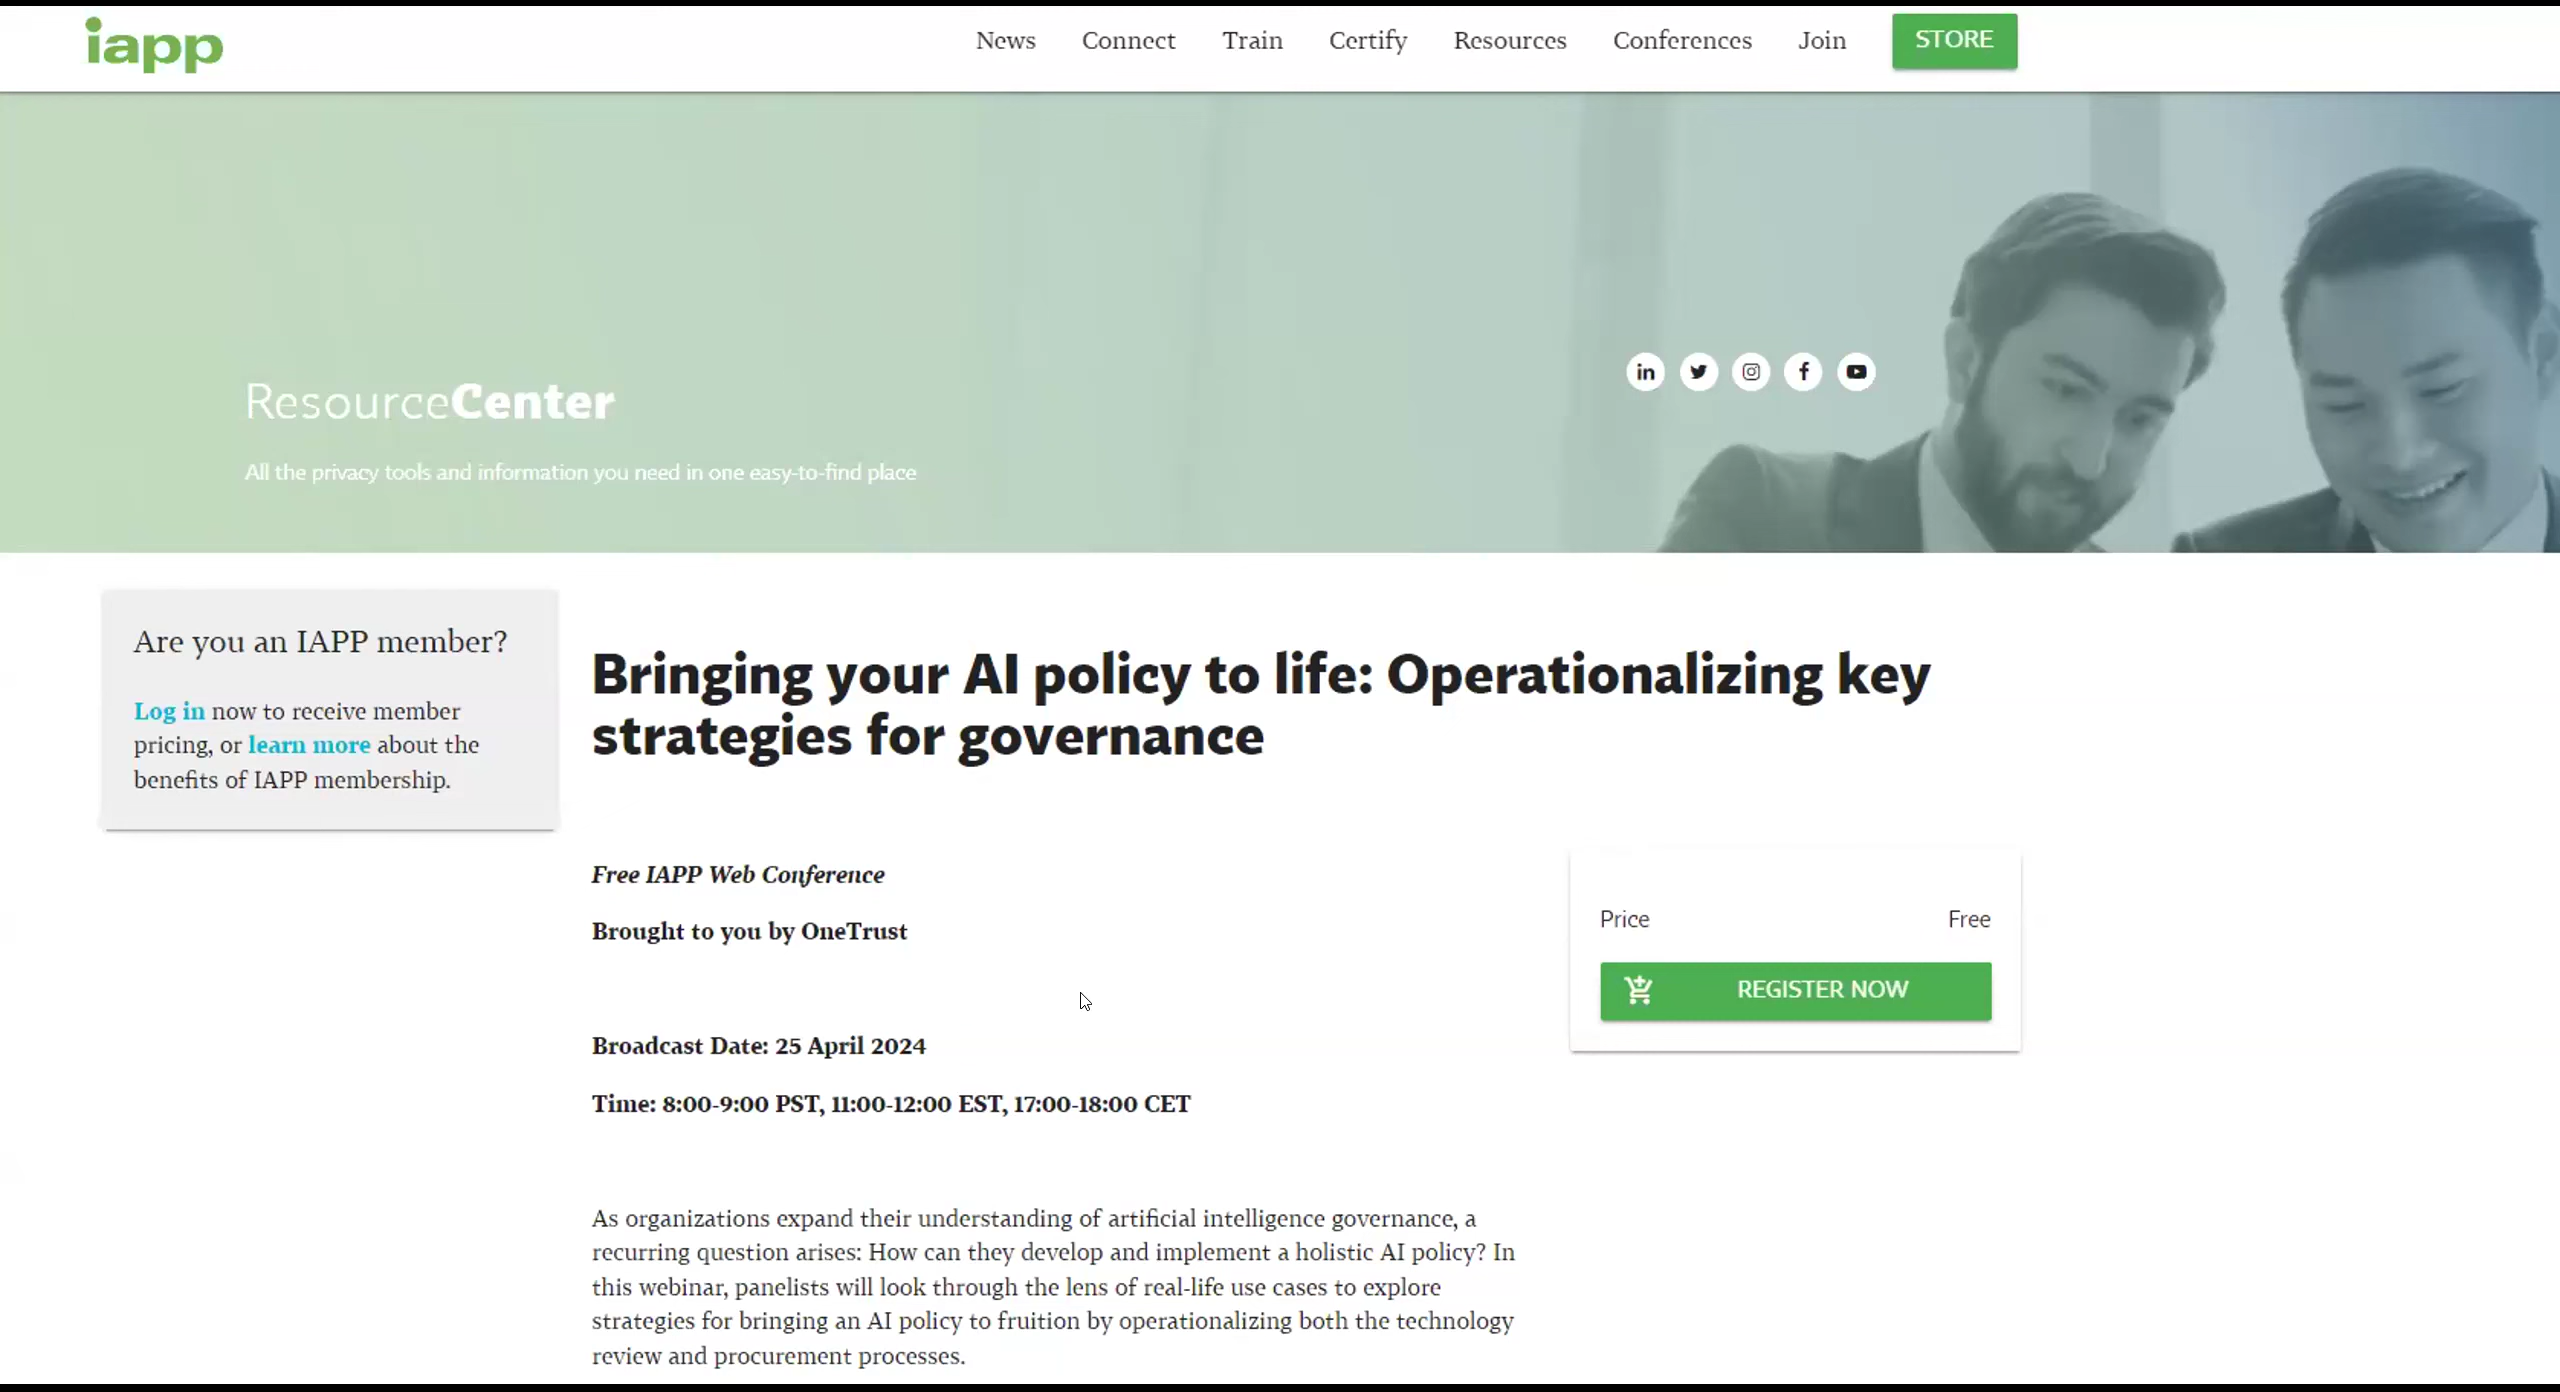 iapp
News Connect Train Certify Resources Conferences Join STORE
ResourceCenter
All the privacy tools and information you need in one easy-to-find place
Are you an IAPP member?
Log in now to receive member
pricing, or learn more about the
benefits of IAPP membership.
Bringing your AI policy to life: Operationalizing key
strategies for governance
Free IAPP Web Conference
Brought to you by OneTrust
Broadcast Date: 25 April 2024
Time: 8:00-9:00 PST, 11:00-12:00 EST, 17:00-18:00 CET
Price Free
REGISTER NOW
As organizations expand their understanding of artificial intelligence governance, a
recurring question arises: How can they develop and implement a holistic AI policy? In
this webinar, panelists will look through the lens of real-life use cases to explore
strategies for bringing an AI policy to fruition by operationalizing both the technology
review and procurement processes.